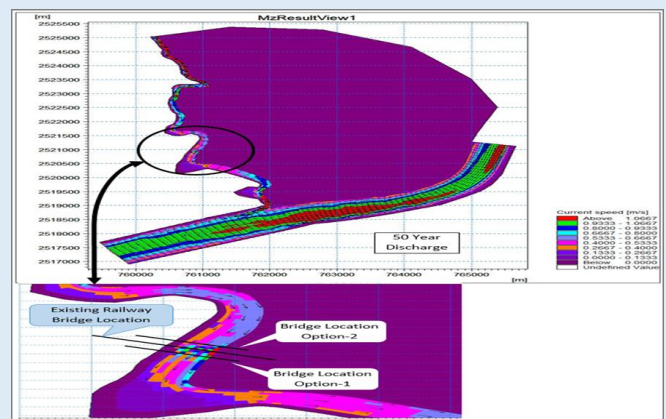 MzResultView1
[m]
2525500
2525000
2524500
2524000
2523500
2523000
2522500
2522000
2521500
2521000
2520500
2520000
2519500
2519000
2518500
2518000
2517500
2517000
760000 761000 762000 763000 764000 765000
[m]
50 Year
Discharge
Current speed [m/s]
Above 1.0667
0.9333 - 1.0667
0.8000 - 0.9333
0.6667 - 0.8000
0.5333 - 0.6667
0.4000 - 0.5333
0.2667 - 0.4000
0.1333 - 0.2667
0.0000 - 0.1333
Below 0.0000
Undefined Value
Existing Railway
Bridge Location
Bridge Location
Option-2
Bridge Location
Option-1